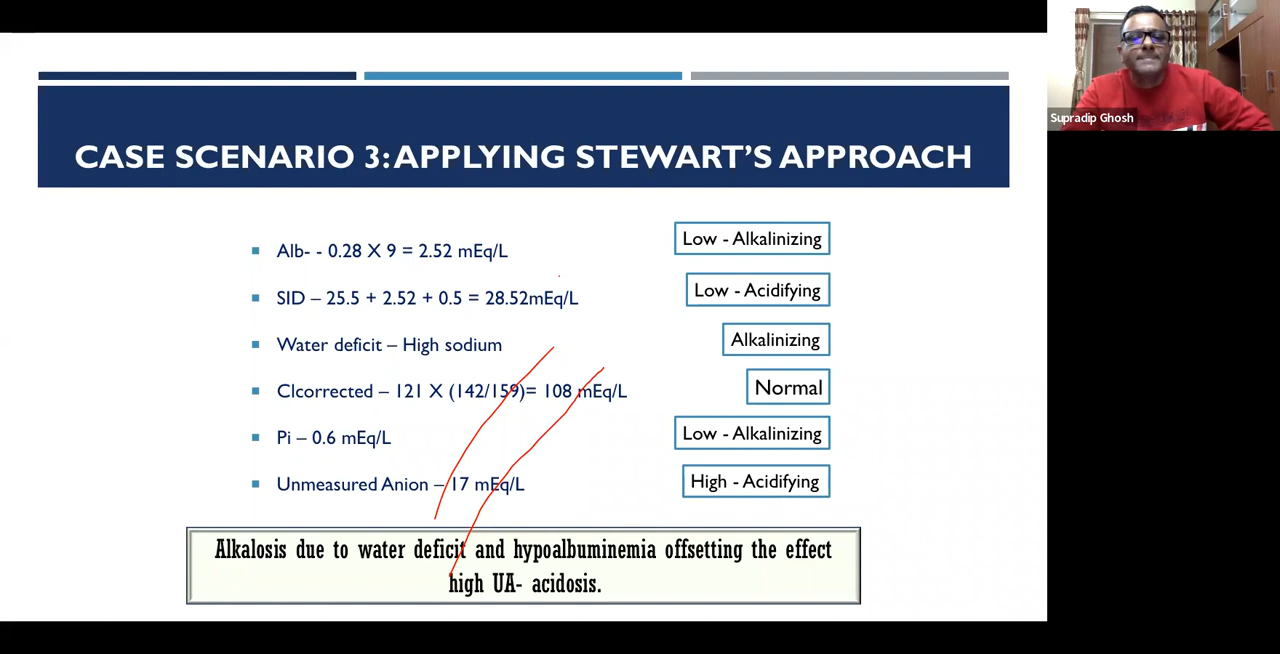 CASE SCENARIO 3: APPLYING STEWART'S APPROACH
Alb- - 0.28 X 9 = 2.52 mEq/L
Low - Alkalinizing
SID – 25.5 + 2.52 + 0.5 = 28.52mEq/L
Low - Acidifying
Water deficit – High sodium
Alkalinizing
Clcorrected – 121 X (142/159)= 108 mEq/L
Normal
Pi – 0.6 mEq/L
Low - Alkalinizing
Unmeasured Anion – 17 mEq/L
High - Acidifying
Alkalosis due to water deficit and hypoalbuminemia offsetting the effect
high UA- acidosis.
Supradip Ghosh